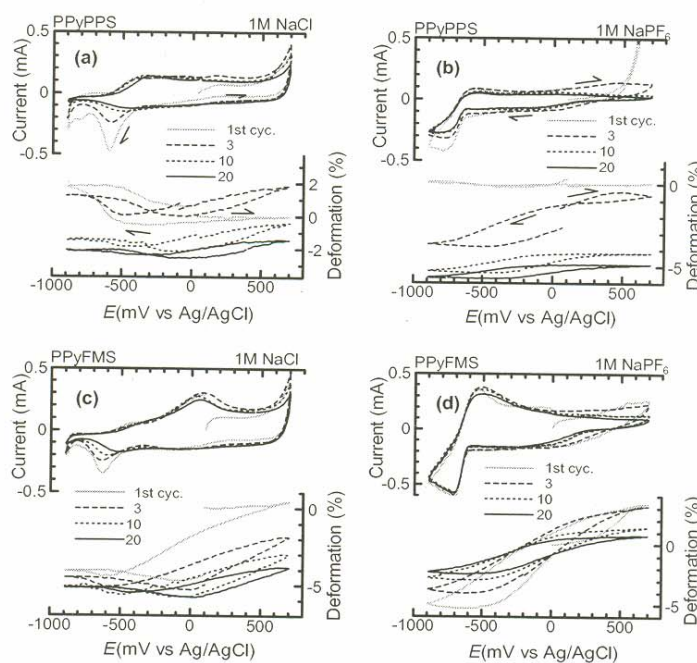 PPyPPS 1M NaCl
(a)
0.5
0
-0.5
Current (mA)
1st cyc.
3
10
20
2
0
-2
Deformation (%)
-1000 -500 0 500
E(mV vs Ag/AgCl)
PPyPPS 1M NaPF6
(b)
0.5
0
-0.5
Current (mA)
1st cyc.
3
10
20
0
-5
Deformation (%)
-1000 -500 0 500
E(mV vs Ag/AgCl)
PPyFMS 1M NaCl
(c)
0.5
0
-0.5
Current (mA)
1st cyc.
3
10
20
0
-5
Deformation (%)
-1000 -500 0 500
E(mV vs Ag/AgCl)
PPyFMS 1M NaPF6
(d)
0.5
0
-0.5
Current (mA)
1st cyc.
3
10
20
0
-5
Deformation (%)
-1000 -500 0 500
E(mV vs Ag/AgCl)